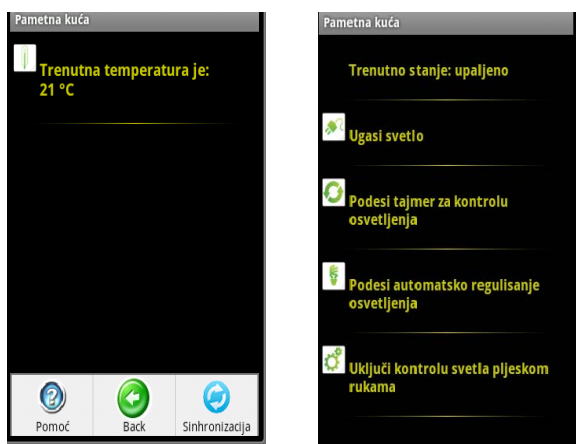 Pametna kuća
Trenutna temperatura je:
21 °C
Pomoć
Back
Sinhronizacija
Pametna kuća
Trenutno stanje: upaljeno
Ugasi svetlo
Podesi tajmer za kontrolu
osvetljenja
Podesi automatsko regulisanje
osvetljenja
Uključi kontrolu svetla pljeskom
rukama